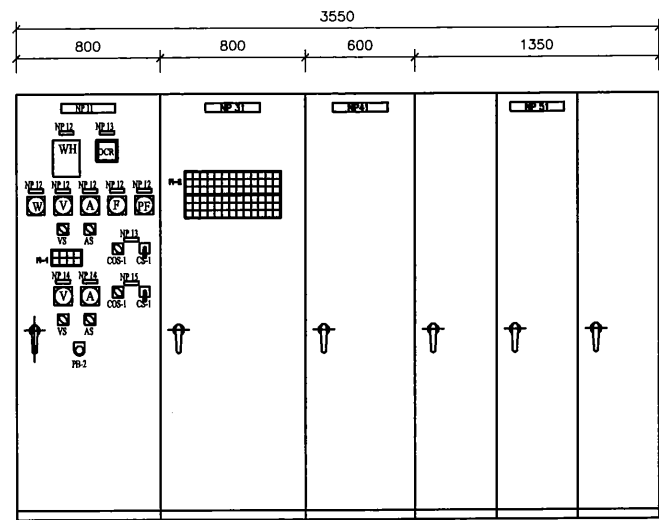 3550
800 800 600 1350
NP.11 NP.31 NP.41 NP.51
NP.12 NP.13
WH OCR
NP.12 NP.12 NP.12 NP.12 NP.12
W V A F PF
VS AS NP.13
COS-1 CS-1
NP.14 NP.14 NP.15
V A COS-1 CS-1
VS AS
PB-2